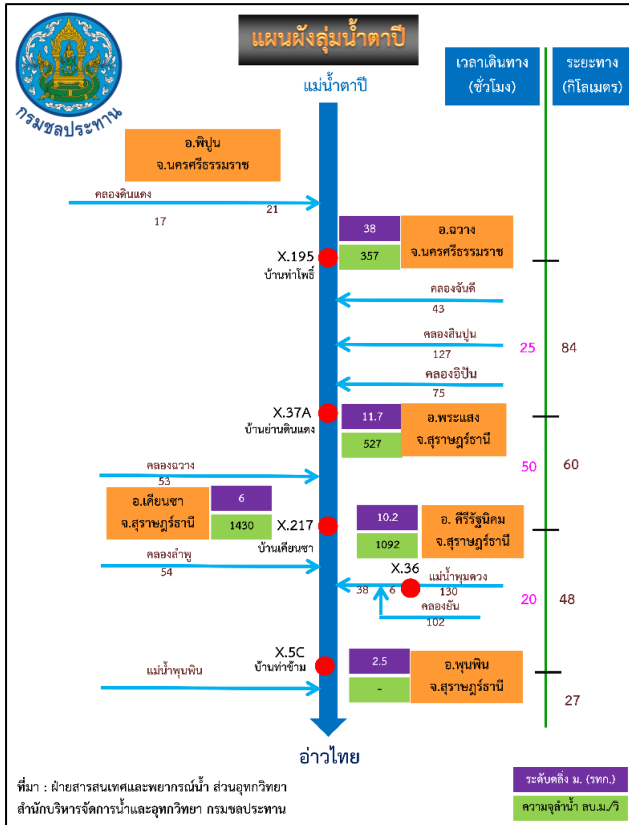 แผนผังลุ่มน้ำตาปี
กรมชลประทาน
เวลาเดินทาง
(ชั่วโมง)
ระยะทาง
(กิโลเมตร)
แม่น้ำตาปี
อ.พิปูน
จ.นครศรีธรรมราช
คลองดินแดง
21
17
38
357
อ.ฉวาง
จ.นครศรีธรรมราช
X.195
บ้านท่าโพธิ์
คลองจันดี
43
คลองสินปูน
127
25
84
คลองอิปัน
75
X.37A
บ้านย่านดินแดง
11.7
527
อ.พระแสง
จ.สุราษฎร์ธานี
คลองฉวาง
53
50
60
อ.เคียนซา
จ.สุราษฎร์ธานี
6
1430
X.217
บ้านเคียนซา
10.2
1092
อ. คีรีรัฐนิคม
จ.สุราษฎร์ธานี
คลองลำพู
54
X.36
แม่น้ำพุมดวง
38
6
130
คลองยัน
102
20
48
X.5C
บ้านท่าข้าม
2.5
-
อ.พุนพิน
จ.สุราษฎร์ธานี
แม่น้ำพุนพิน
27
อ่าวไทย
ที่มา : ฝ่ายสารสนเทศและพยากรณ์น้ำ ส่วนอุทกวิทยา
สำนักบริหารจัดการน้ำและอุทกวิทยา กรมชลประทาน
ระดับตลิ่ง ม. (รทก.)
ความจุลำน้ำ ลบ.ม./วิ